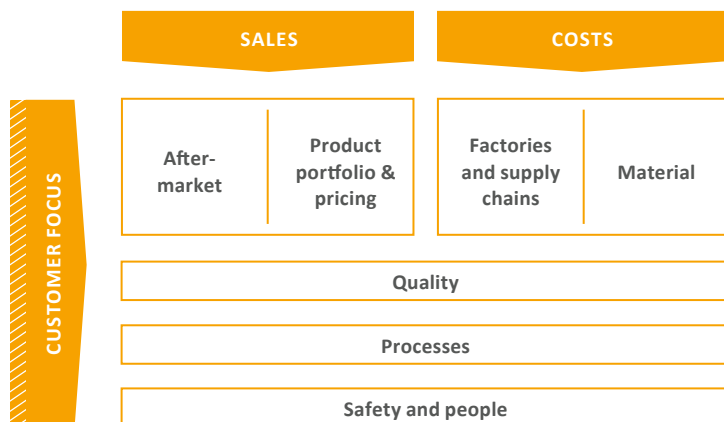 SALES
COSTS
After-
market
Product
portfolio &
pricing
Factories
and supply
chains
Material
CUSTOMER FOCUS
Quality
Processes
Safety and people